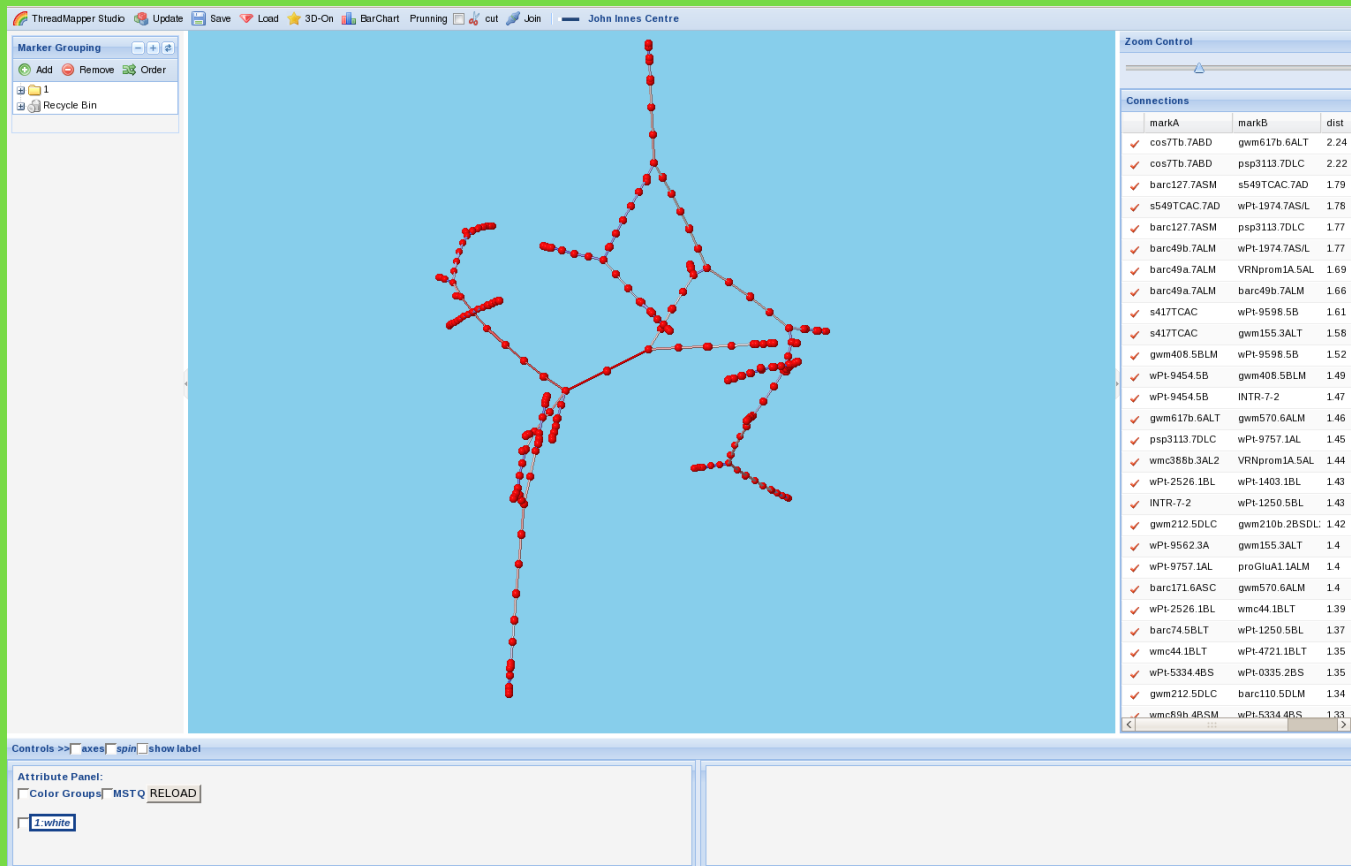 ThreadMapper Studio Update Save Load 3D-On BarChart Prunning cut Join John Innes Centre
Marker Grouping
Add Remove Order
1
Recycle Bin
Zoom Control
Connections
markA markB dist
cos7Tb.7ABD gwm617b.6ALT 2.24
cos7Tb.7ABD psp3113.7DLC 2.22
barc127.7ASM s549TCAC.7AD 1.79
s549TCAC.7AD wPt-1974.7AS/L 1.78
barc127.7ASM psp3113.7DLC 1.77
barc49b.7ALM wPt-1974.7AS/L 1.77
barc49a.7ALM VRNprom1A.5AL 1.69
barc49a.7ALM barc49b.7ALM 1.66
s417TCAC wPt-9598.5B 1.61
s417TCAC gwm155.3ALT 1.58
gwm408.5BLM wPt-9598.5B 1.52
wPt-9454.5B gwm408.5BLM 1.49
wPt-9454.5B INTR-7-2 1.47
gwm617b.6ALT gwm570.6ALM 1.46
psp3113.7DLC wPt-9757.1AL 1.45
wmc388b.3AL2 VRNprom1A.5AL 1.44
wPt-2526.1BL wPt-1403.1BL 1.43
INTR-7-2 wPt-1250.5BL 1.43
gwm212.5DLC gwm210b.2BSDL 1.42
wPt-9562.3A gwm155.3ALT 1.4
wPt-9757.1AL proGluA1.1ALM 1.4
barc171.6ASC gwm570.6ALM 1.4
wPt-2526.1BL wmc44.1BLT 1.39
barc74.5BLT wPt-1250.5BL 1.37
wmc44.1BLT wPt-4721.1BLT 1.35
wPt-5334.4BS wPt-0335.2BS 1.35
gwm212.5DLC barc110.5DLM 1.34
wmc89b.4BSM wPt-5334.4BS 1.33
Controls >> axes spin show label
Attribute Panel:
Color Groups MSTQ RELOAD
1:white